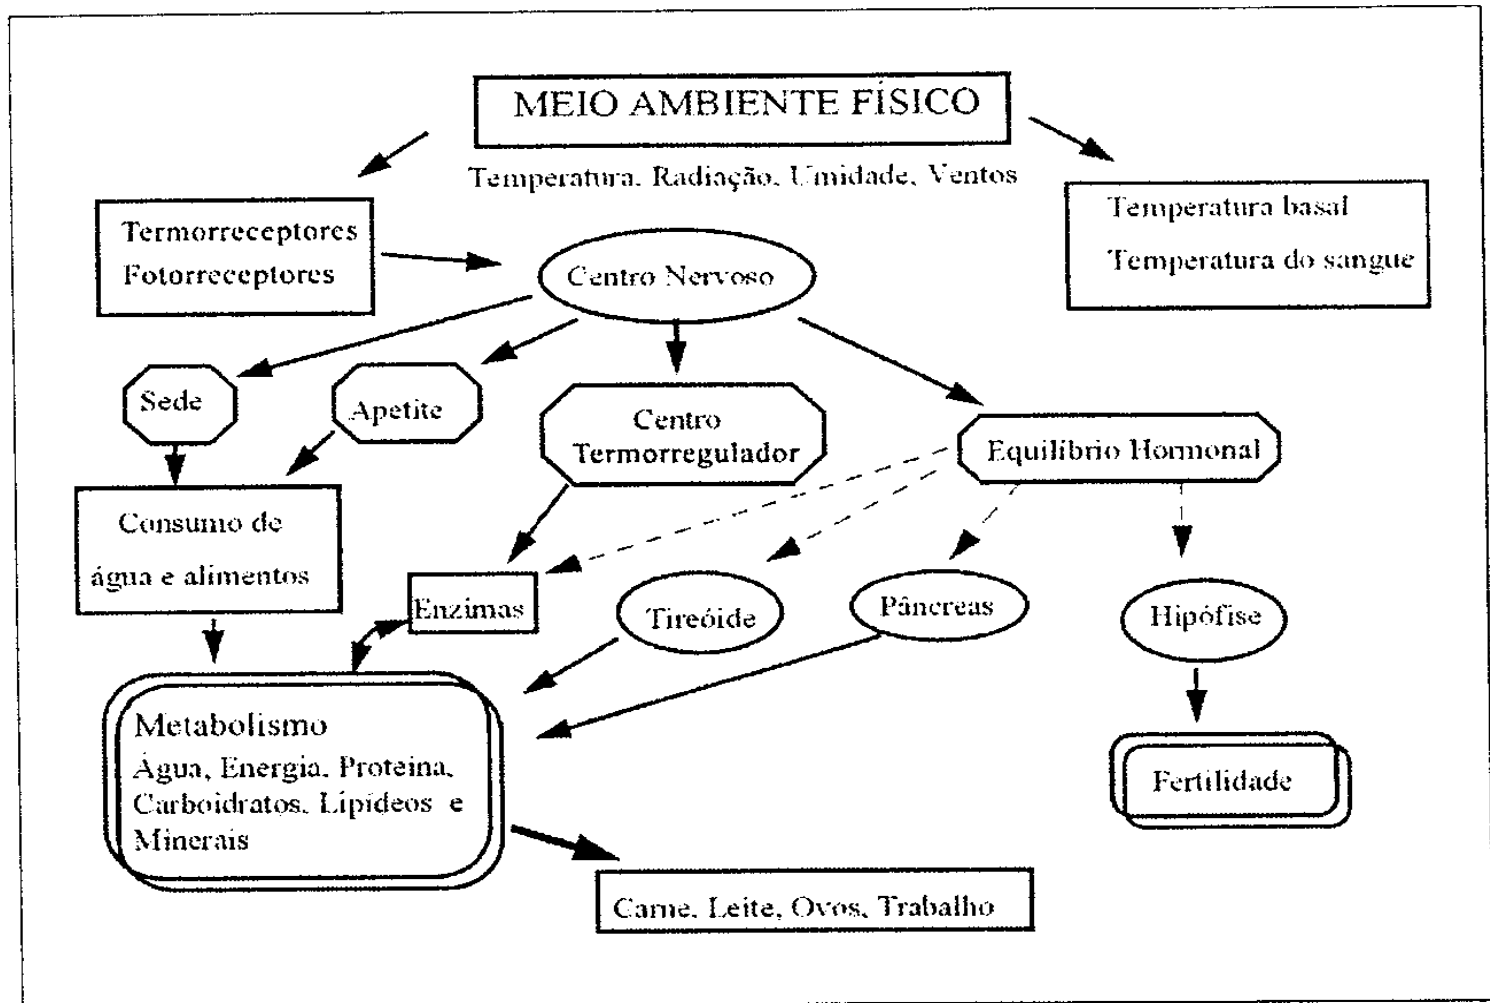 MEIO AMBIENTE FÍSICO
Temperatura, Radiação, Umidade, Ventos
Termorreceptores
Fotorreceptores
Temperatura basal
Temperatura do sangue
Centro Nervoso
Sede
Apetite
Centro
Termorregulador
Equilíbrio Hormonal
Consumo de
água e alimentos
Enzimas
Tireóide
Pâncreas
Hipófise
Metabolismo
Água, Energia, Proteina,
Carboidratos, Lipídeos e
Minerais
Fertilidade
Carne, Leite, Ovos, Trabalho